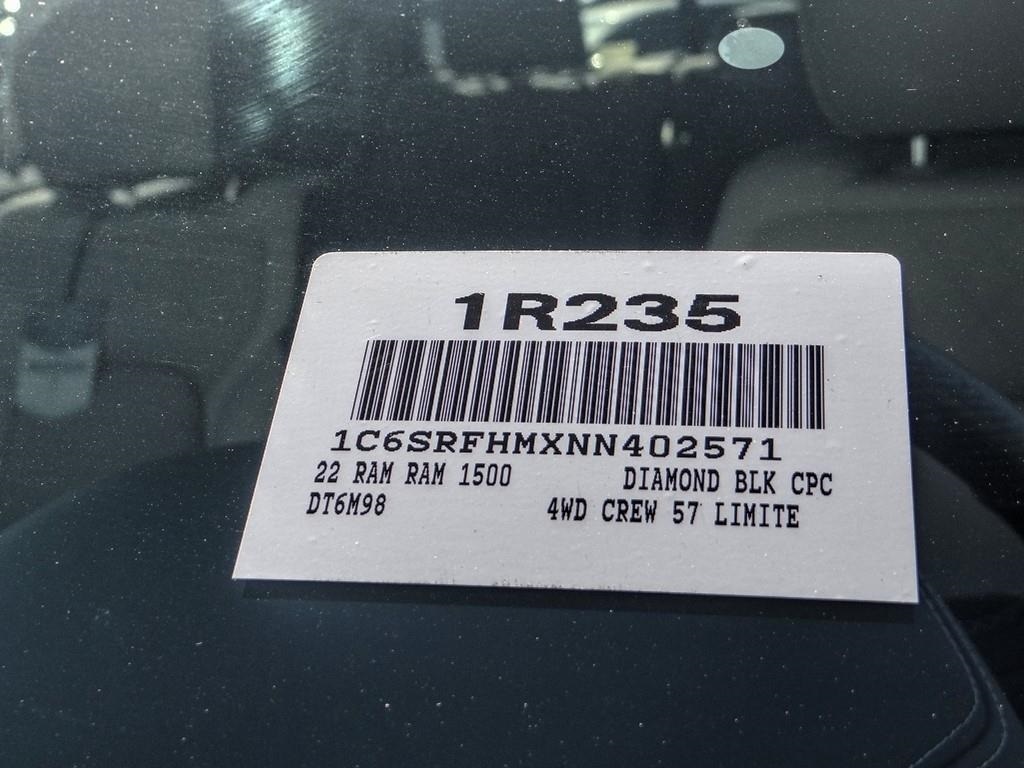 1R235
1C6SRFHMXNN402571
22 RAM RAM 1500 DIAMOND BLK CPC
DT6M98 4WD CREW 57 LIMITE